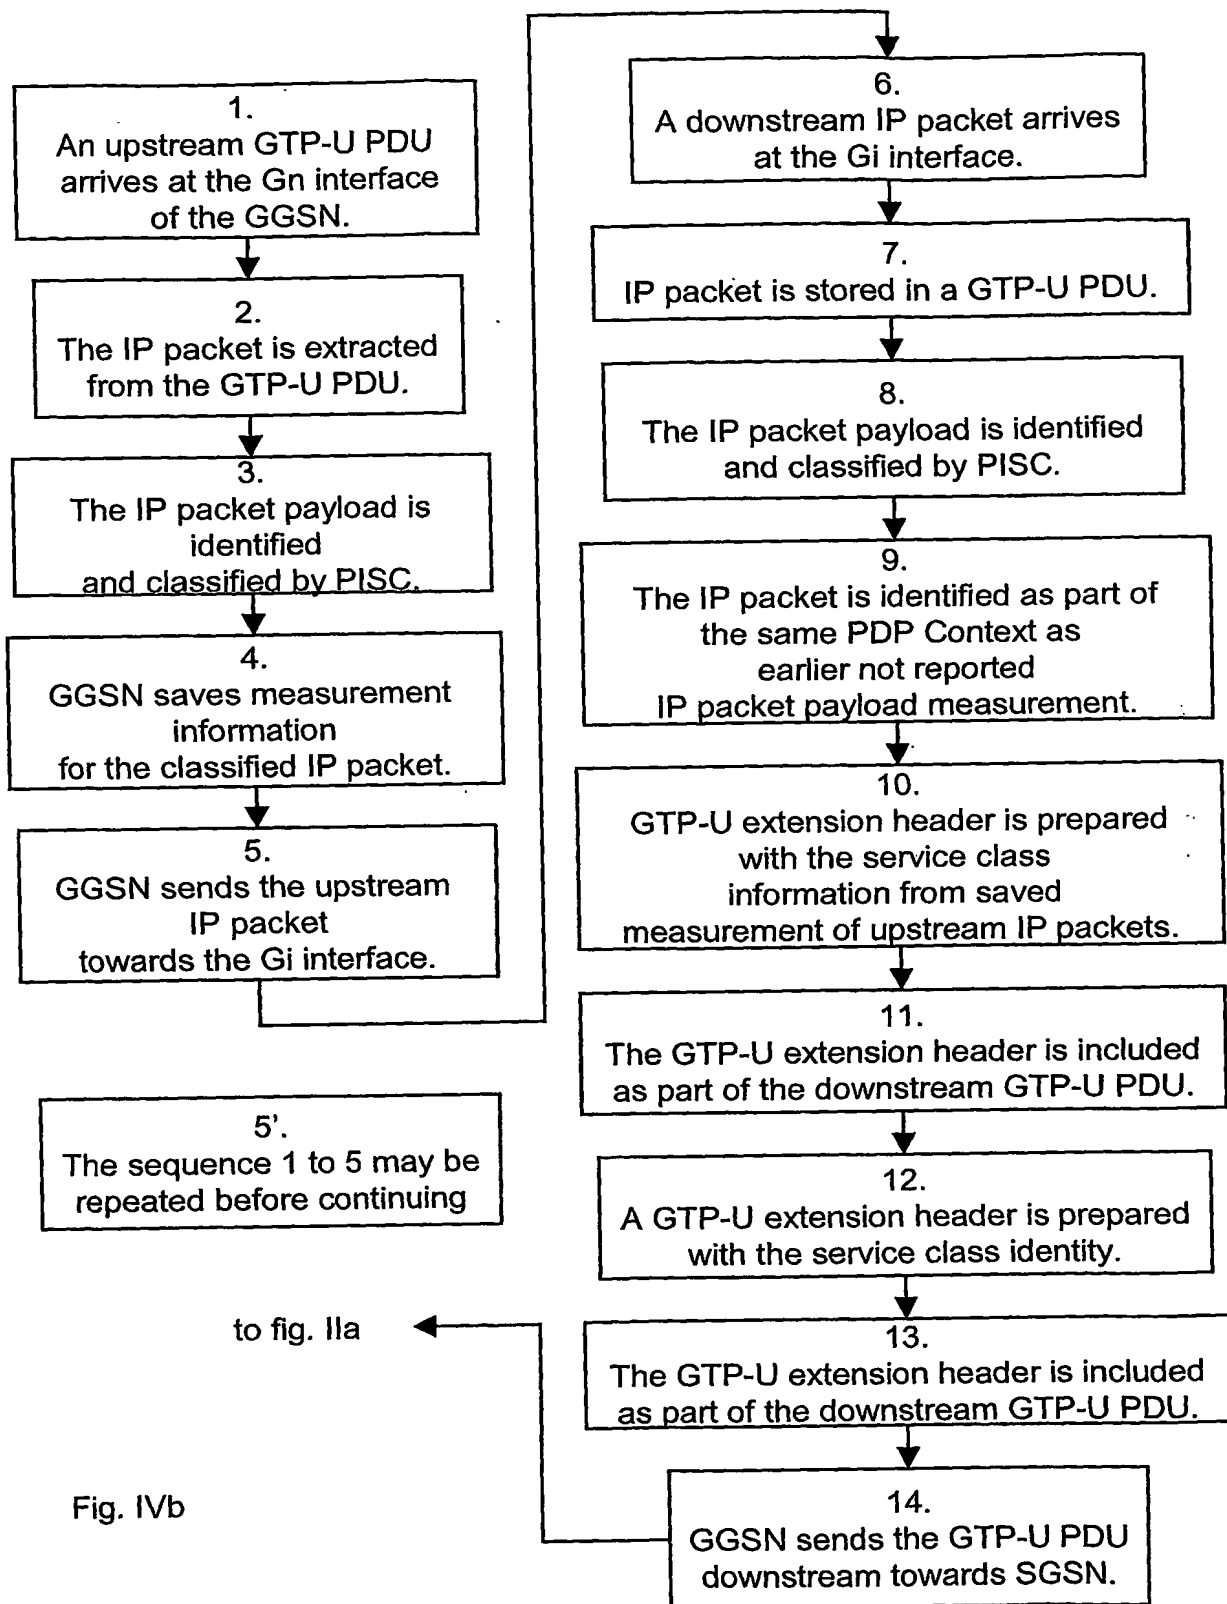 1.
An upstream GTP-U PDU
arrives at the Gn interface
of the GGSN.
2.
The IP packet is extracted
from the GTP-U PDU.
3.
The IP packet payload is
identified
and classified by PISC.
4.
GGSN saves measurement
information
for the classified IP packet.
5.
GGSN sends the upstream
IP packet
towards the Gi interface.
5'.
The sequence 1 to 5 may be
repeated before continuing
6.
A downstream IP packet arrives
at the Gi interface.
7.
IP packet is stored in a GTP-U PDU.
8.
The IP packet payload is identified
and classified by PISC.
9.
The IP packet is identified as part of
the same PDP Context as
earlier not reported
IP packet payload measurement.
10.
GTP-U extension header is prepared
with the service class
information from saved
measurement of upstream IP packets.
11.
The GTP-U extension header is included
as part of the downstream GTP-U PDU.
12.
A GTP-U extension header is prepared
with the service class identity.
13.
The GTP-U extension header is included
as part of the downstream GTP-U PDU.
14.
GGSN sends the GTP-U PDU
downstream towards SGSN.
to fig. IIa
Fig. IVb